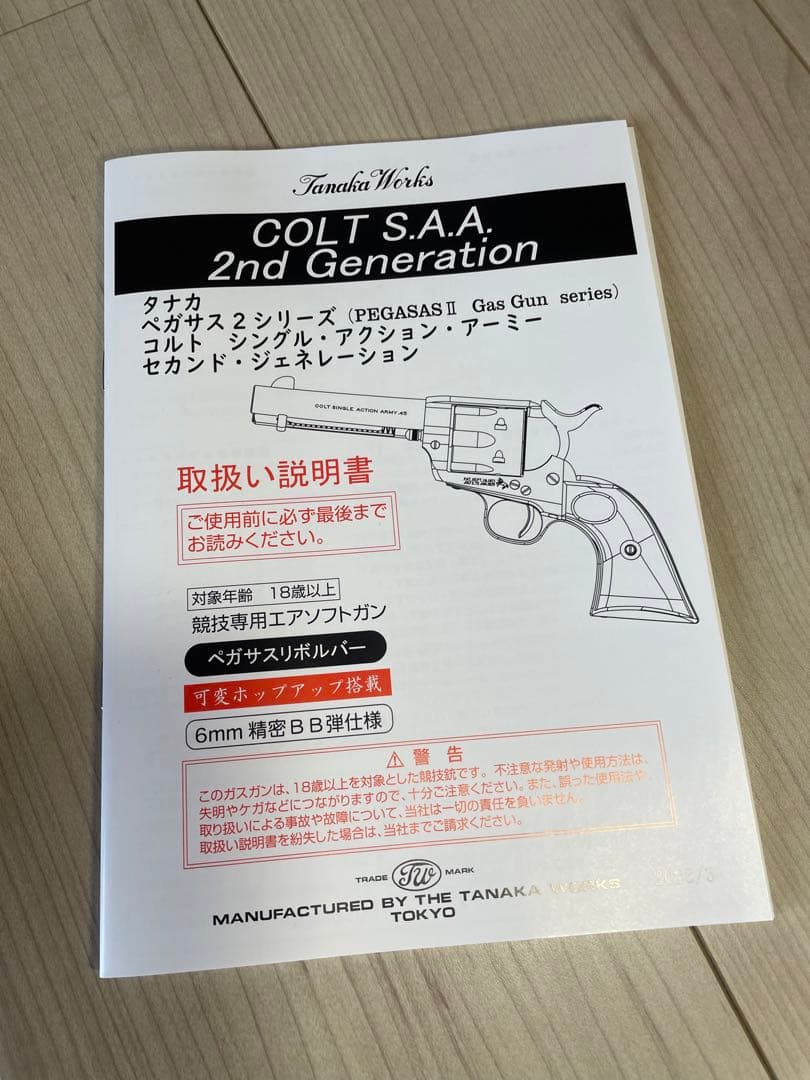 Tanaka Works
COLT S.A.A.
2nd Generation
タナカ
ペガサス2シリーズ(PEGASASⅡ Gas Gun series)
コルト シングル・アクション・アーミー
セカンド・ジェネレーション
COLT SINGLE ACTION ARMY .45
取扱い説明書
ご使用前に必ず最後まで
お読みください。
対象年齢 18歳以上
競技専用エアソフトガン
ペガサスリボルバー
可変ホップアップ搭載
6mm 精密BB弾仕様
⚠ 警告
このガスガンは、18歳以上を対象とした競技銃です。不注意な発射や使用方法は、
失明やケガなどにつながりますので、十分ご注意ください。また、誤った使用法や、
取り扱いによる事故や故障について、当社は一切の責任を負いません。
取扱い説明書を紛失した場合は、当社までご請求ください。
TRADE TW MARK
MANUFACTURED BY THE TANAKA WORKS
TOKYO